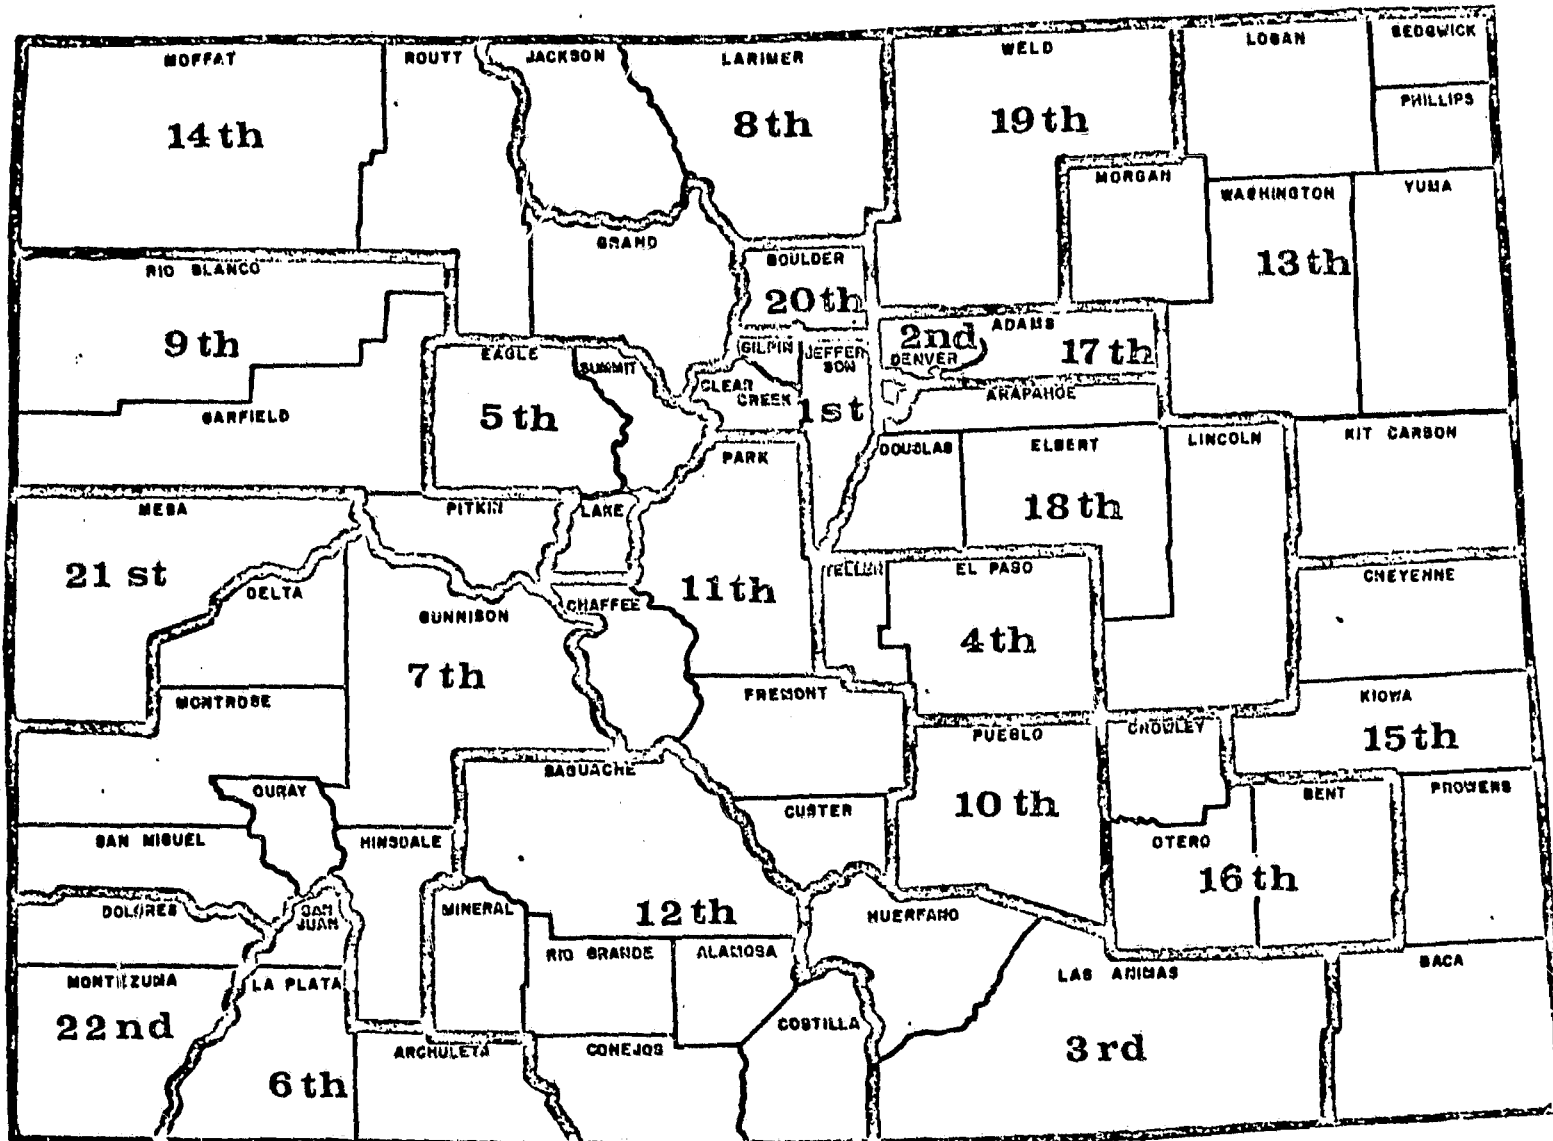 MOFFAT
ROUTT
JACKSON
LARIMER
WELD
LOGAN
SEDGWICK
PHILLIPS
14th
8th
19th
MORGAN
WASHINGTON
YUMA
GRAND
RIO BLANCO
BOULDER
13th
20th
9th
2nd
ADAMS
DENVER
17th
EAGLE
SUMMIT
GILPIN
JEFFER
SON
CLEAR
CREEK
ARAPAHOE
GARFIELD
5th
1st
PARK
DOUGLAS
ELBERT
LINCOLN
KIT CARSON
MESA
PITKIN
LAKE
18th
21st
DELTA
GUNNISON
CHAFFEE
11th
TELLER
EL PASO
CHEYENNE
4th
7th
MONTROSE
FREMONT
KIOWA
PUEBLO
CROWLEY
15th
SAGUACHE
OURAY
CUSTER
10th
BENT
PROWERS
SAN MIGUEL
HINSDALE
OTERO
16th
DOLORES
SAN
JUAN
MINERAL
12th
HUERFANO
RIO GRANDE
ALAMOSA
MONTEZUMA
LA PLATA
LAS ANIMAS
BACA
22nd
COSTILLA
ARCHULETA
CONEJOS
3rd
6th